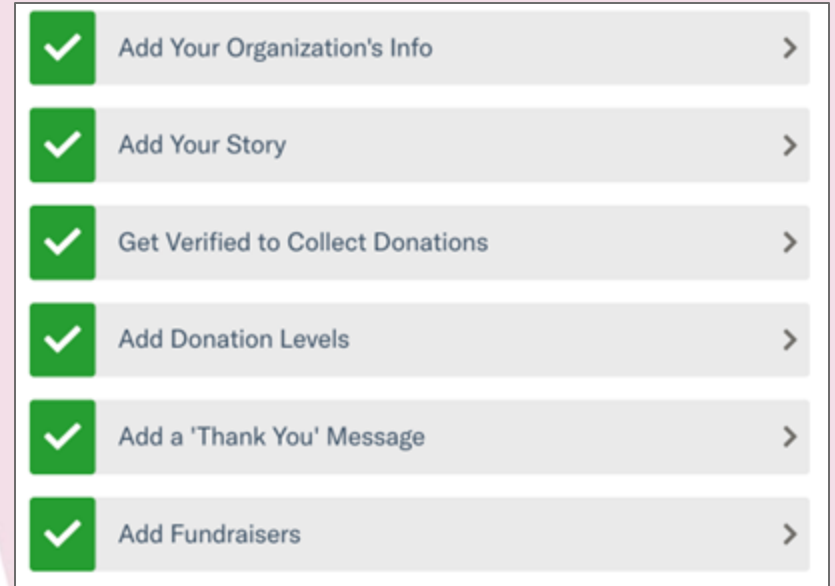 Add Your Organization's Info
Add Your Story
Get Verified to Collect Donations
Add Donation Levels
Add a 'Thank You' Message
Add Fundraisers